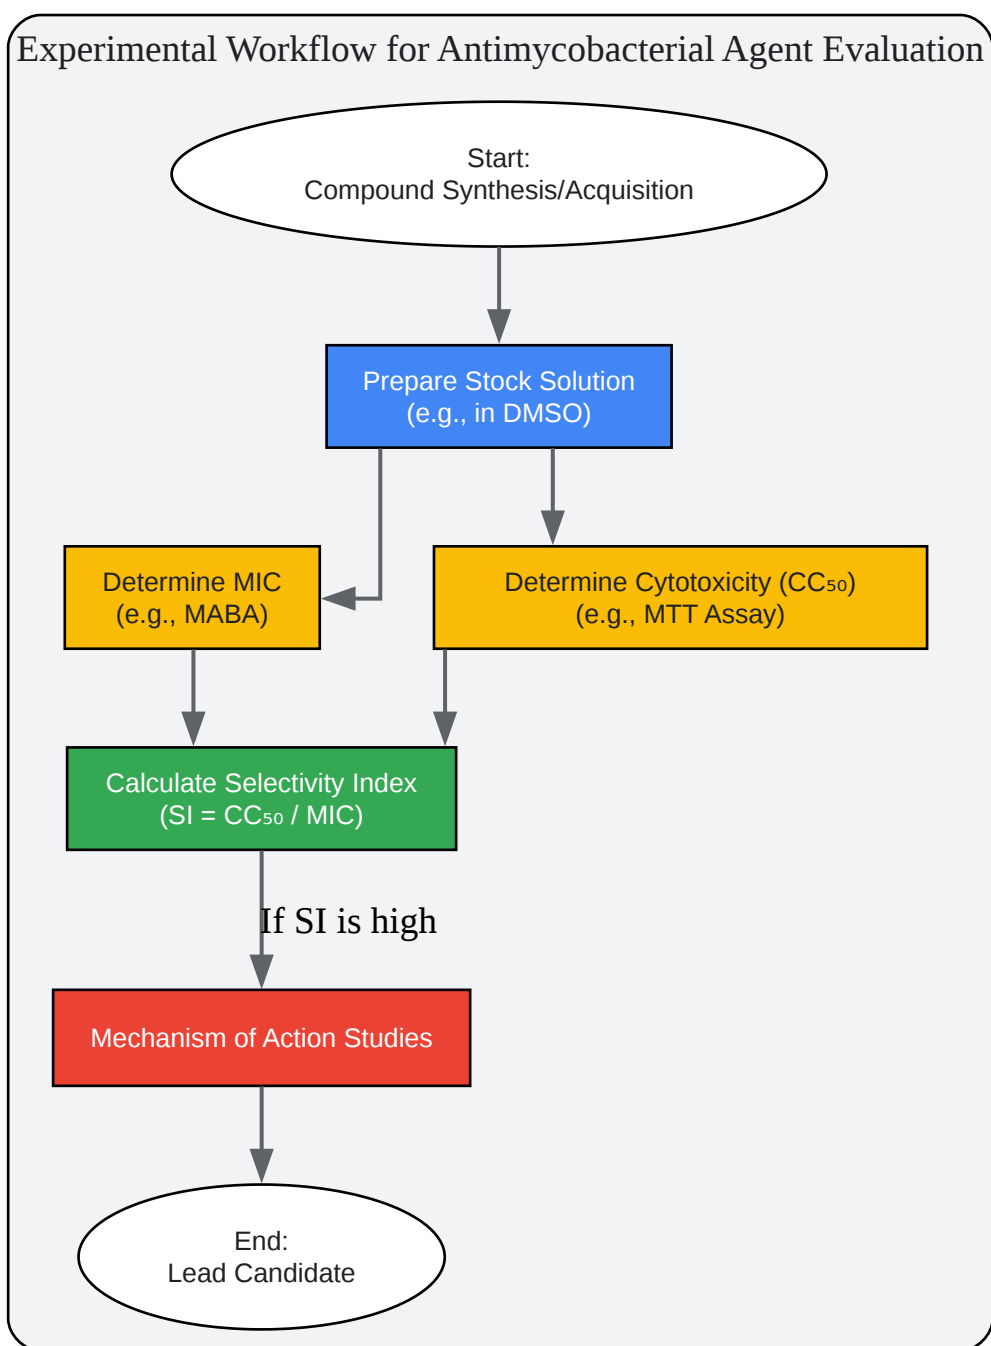 Experimental Workflow for Antimycobacterial Agent Evaluation
Start:
Compound Synthesis/Acquisition
Prepare Stock Solution
(e.g., in DMSO)
Determine MIC
(e.g., MABA)
Determine Cytotoxicity (CC₅₀)
(e.g., MTT Assay)
Calculate Selectivity Index
(SI = CC₅₀ / MIC)
If SI is high
Mechanism of Action Studies
End:
Lead Candidate